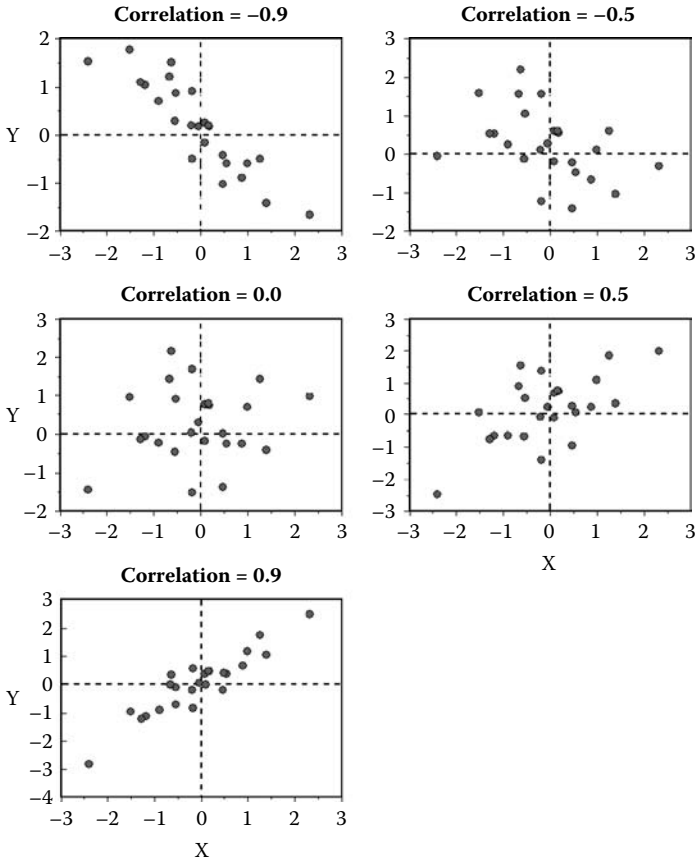 Correlation = –0.9
Correlation = –0.5
2
1
Y 0
−1
−2
−3 −2 −1 0 1 2 3
3
2
1
0
−1
2
−3 −2 −1 0 1 2 3
Correlation = 0.0
Correlation = 0.5
3
2
1
Y
0
−1
−2
−3 −2 −1 0 1 2 3
3
2
1
0
−1
−2
−3
−3 −2 −1 0 1 2 3
X
Correlation = 0.9
3
2
1
0
Y
−1
−2
−3
−4
−3 −2 −1 0 1 2 3
X